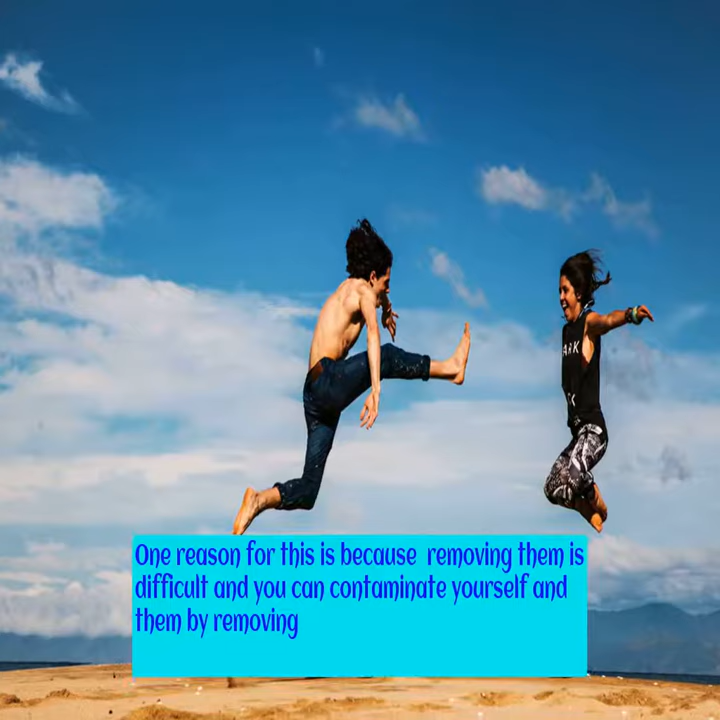 ARK
One reason for this is because  removing them is
difficult and you can contaminate yourself and
them by removing